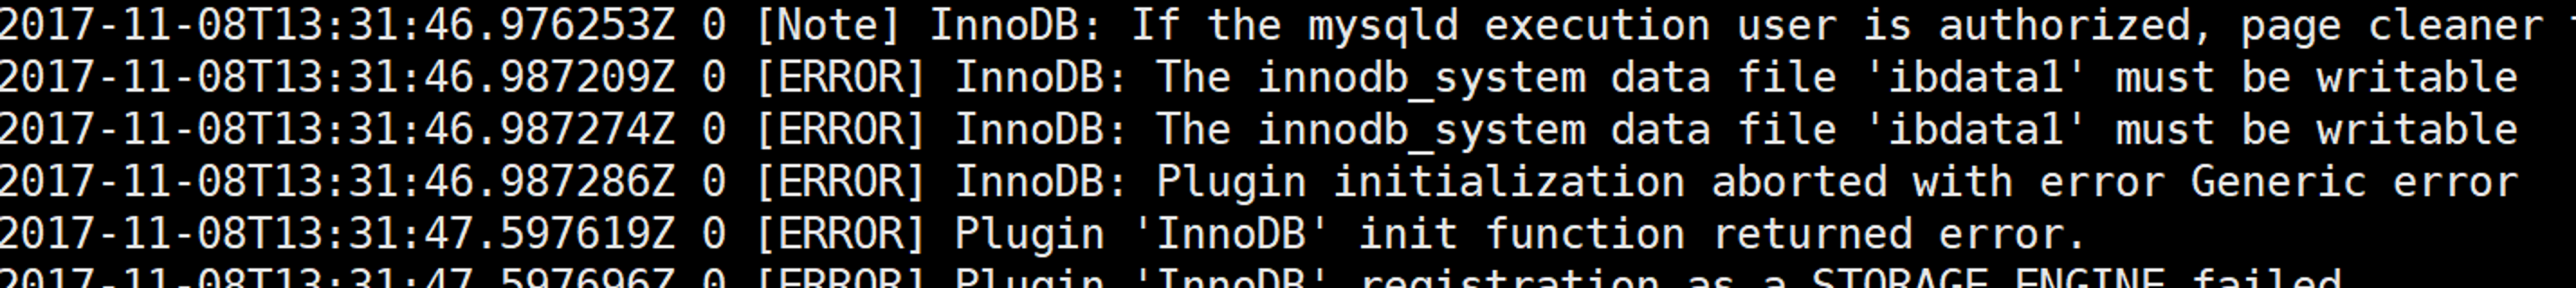 2017-11-08T13:31:46.976253Z 0 [Note] InnoDB: If the mysqld execution user is authorized, page cleaner
2017-11-08T13:31:46.987209Z 0 [ERROR] InnoDB: The innodb_system data file 'ibdata1' must be writable
2017-11-08T13:31:46.987274Z 0 [ERROR] InnoDB: The innodb_system data file 'ibdata1' must be writable
2017-11-08T13:31:46.987286Z 0 [ERROR] InnoDB: Plugin initialization aborted with error Generic error
2017-11-08T13:31:47.597619Z 0 [ERROR] Plugin 'InnoDB' init function returned error.
2017-11-08T13:31:47.597696Z 0 [ERROR] Plugin 'InnoDB' registration as a STORAGE ENGINE failed